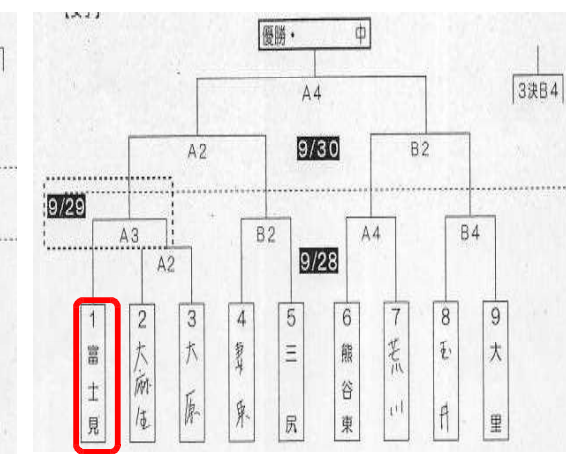 優勝・ 中
A4
3決B4
A2
9/30
B2
9/29
A3
B2
A4
B4
A2
9/28
1 富士見
2 大麻生
3 大原
4 妻東
5 三尻
6 熊谷東
7 荒川
8 玉井
9 大里